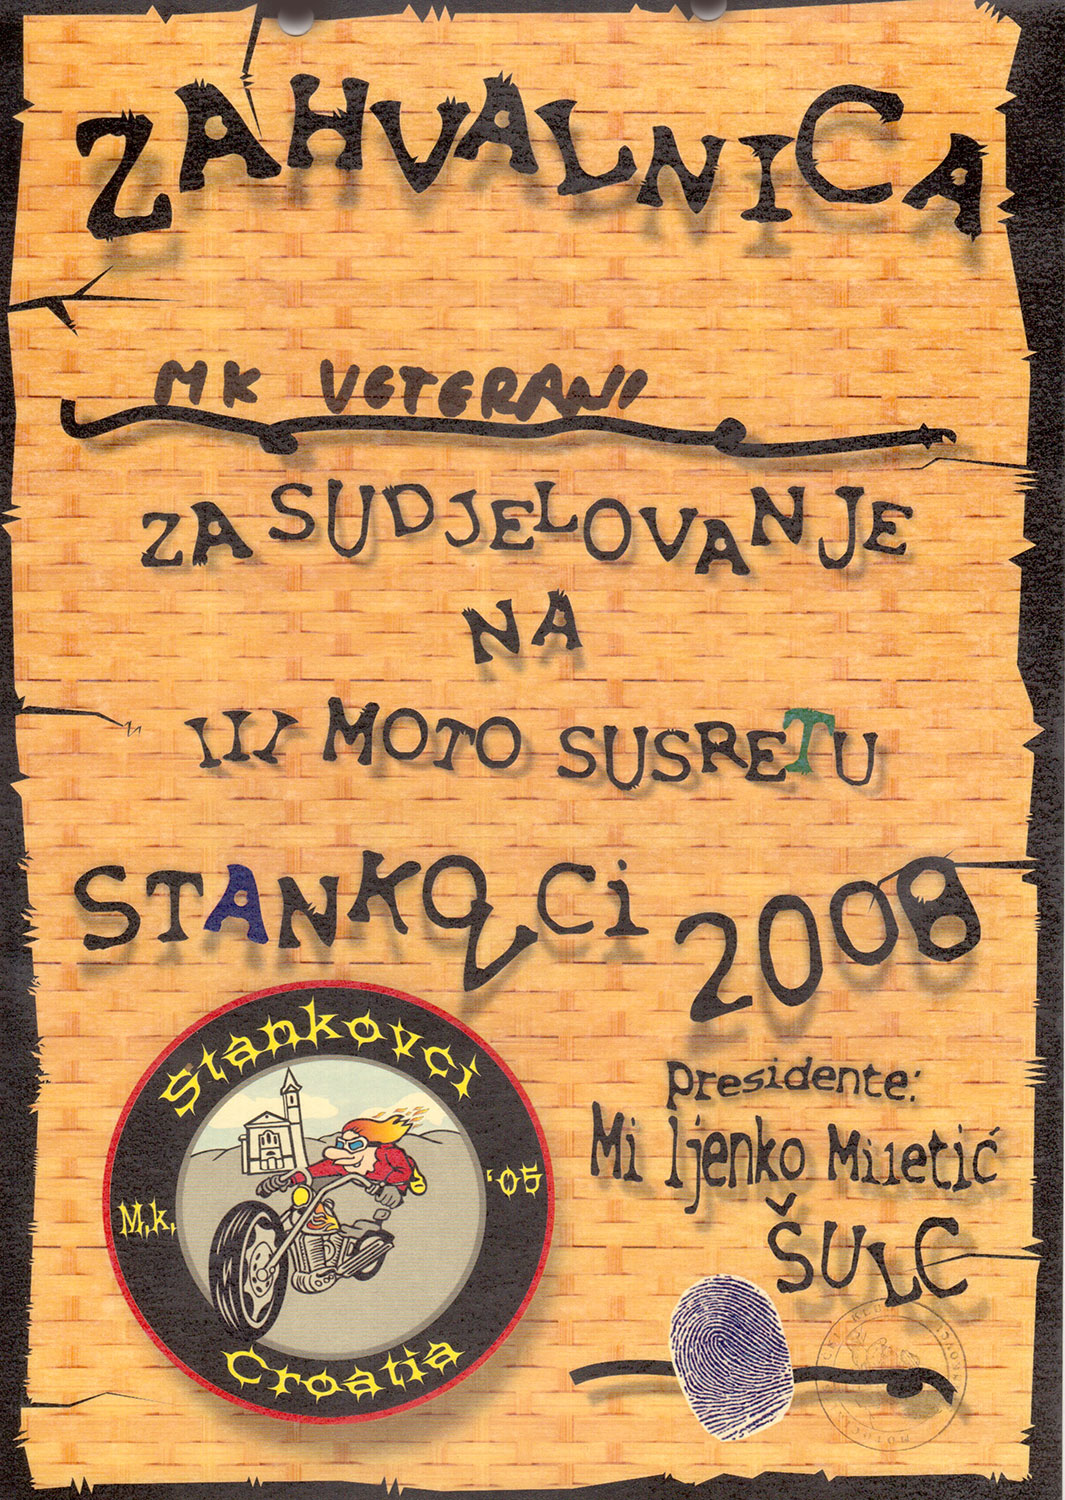 ZAHVALNICA
MK VETERANI
ZA SUDJELOVANJE
NA
III MOTO SUSRETU
STANKOVCi 2008
Stankovci
M.k. '05
Croatia
Presidente:
Miljenko Miletić
ŠULC